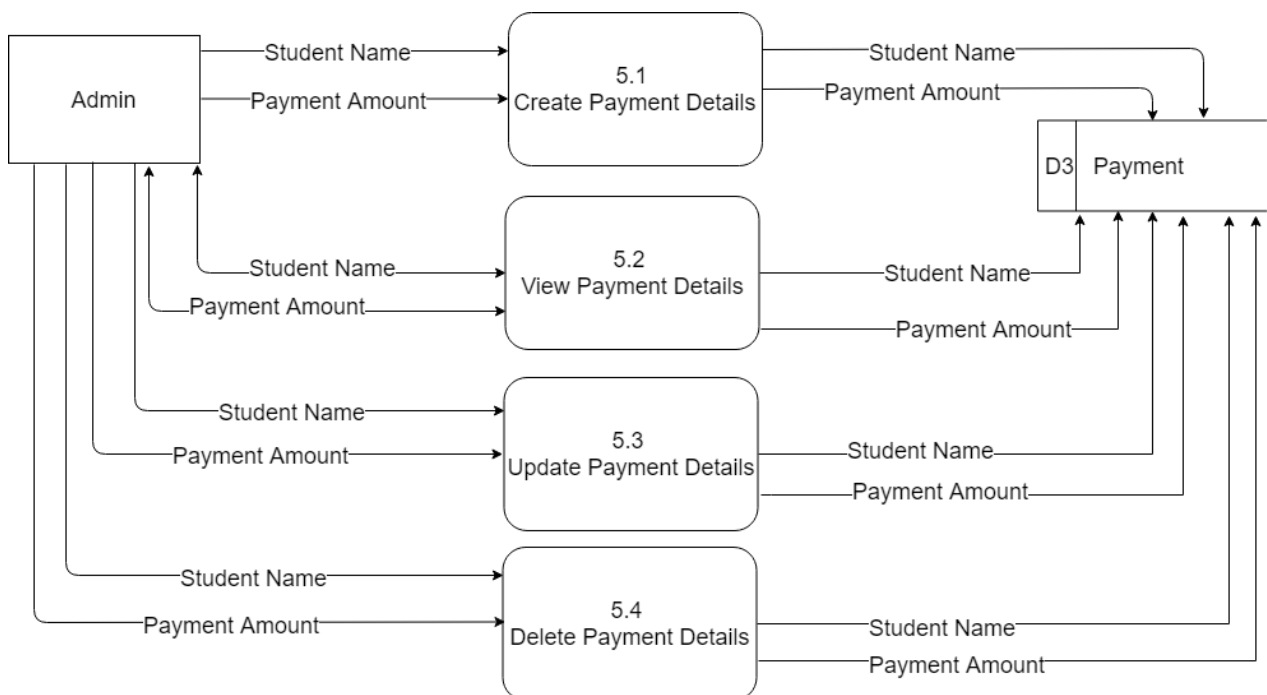 Admin
Student Name
Payment Amount
5.1
Create Payment Details
Student Name
Payment Amount
D3
Payment
Student Name
Payment Amount
5.2
View Payment Details
Student Name
Payment Amount
Student Name
Payment Amount
5.3
Update Payment Details
Student Name
Payment Amount
Student Name
Payment Amount
5.4
Delete Payment Details
Student Name
Payment Amount